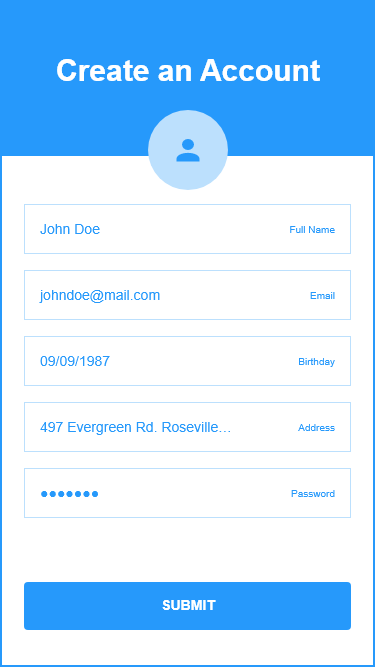 Create an Account
John Doe Full Name
johndoe@mail.com Email
09/09/1987 Birthday
497 Evergreen Rd. Roseville… Address
●●●●●●● Password
SUBMIT